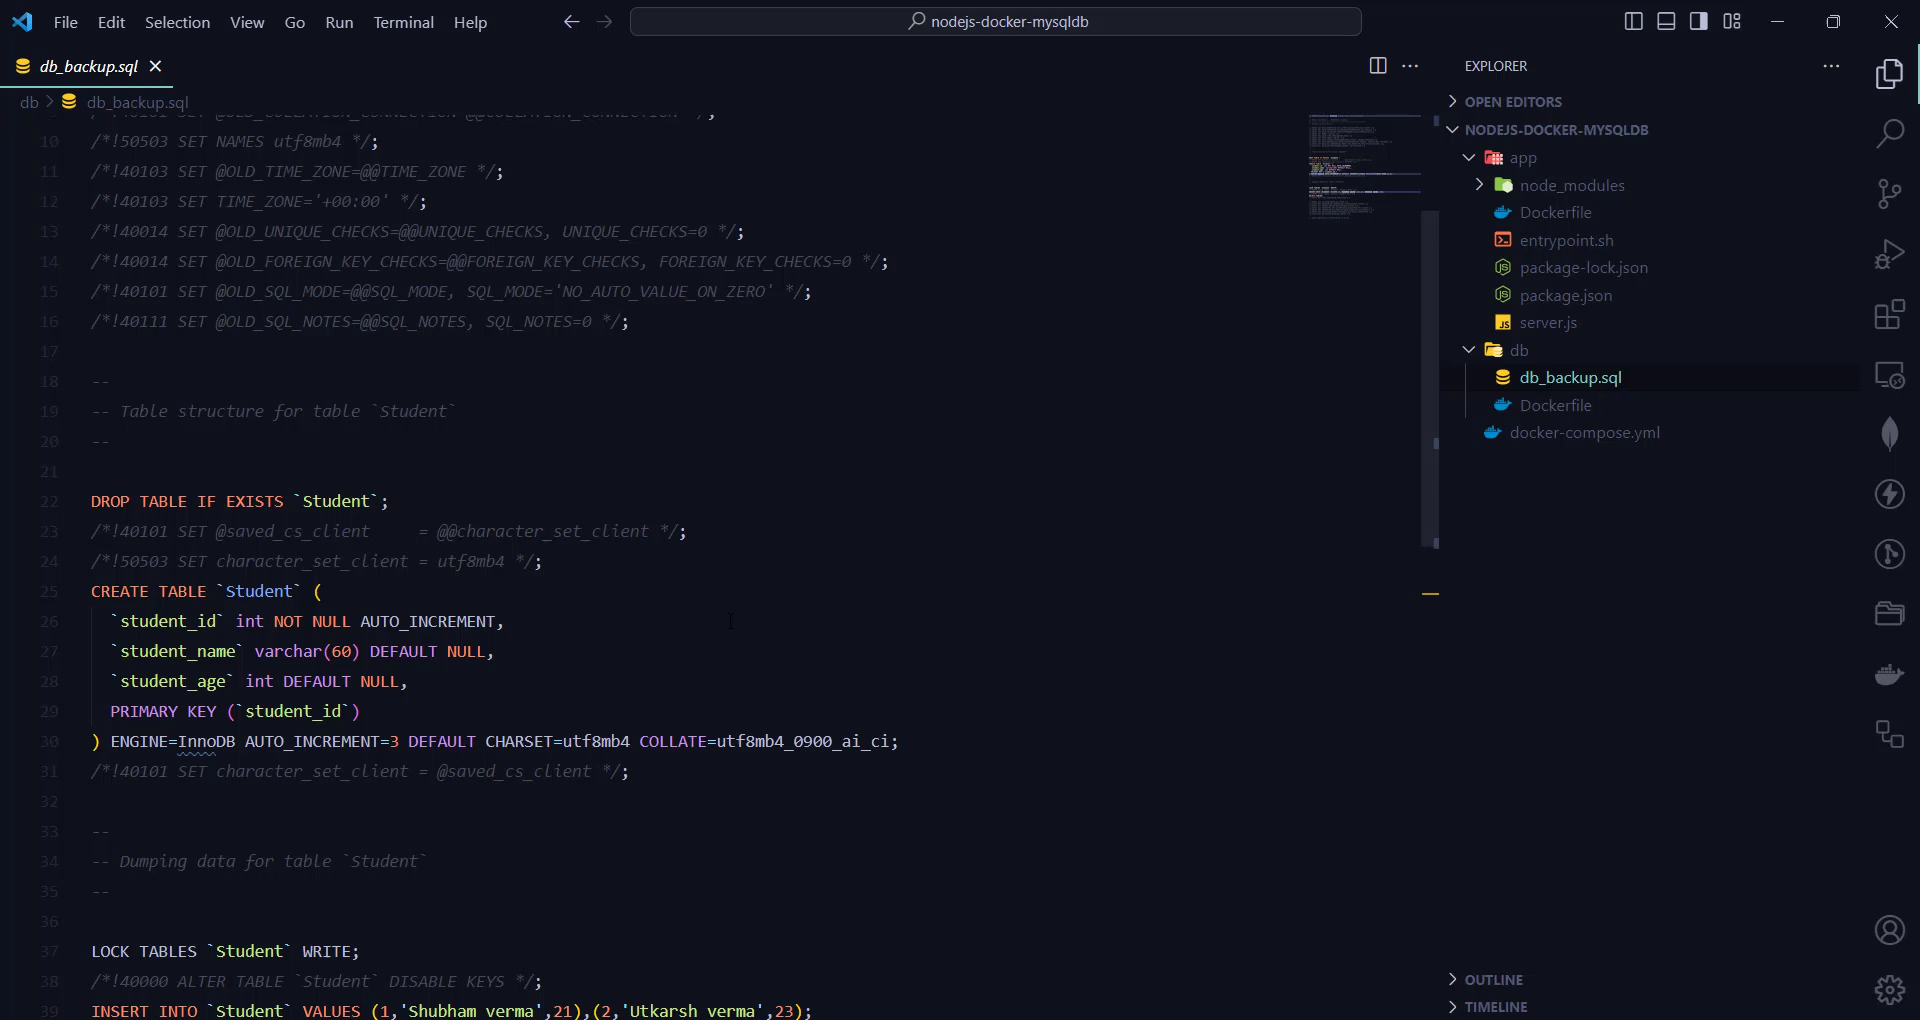 File Edit Selection View Go Run Terminal Help
nodejs-docker-mysqldb
db_backup.sql
db > db_backup.sql
10 /*!50503 SET NAMES utf8mb4 */;
11 /*!40103 SET @OLD_TIME_ZONE=@@TIME_ZONE */;
12 /*!40103 SET TIME_ZONE='+00:00' */;
13 /*!40014 SET @OLD_UNIQUE_CHECKS=@@UNIQUE_CHECKS, UNIQUE_CHECKS=0 */;
14 /*!40014 SET @OLD_FOREIGN_KEY_CHECKS=@@FOREIGN_KEY_CHECKS, FOREIGN_KEY_CHECKS=0 */;
15 /*!40101 SET @OLD_SQL_MODE=@@SQL_MODE, SQL_MODE='NO_AUTO_VALUE_ON_ZERO' */;
16 /*!40111 SET @OLD_SQL_NOTES=@@SQL_NOTES, SQL_NOTES=0 */;
17
18 --
19 -- Table structure for table `Student`
20 --
21
22 DROP TABLE IF EXISTS `Student`;
23 /*!40101 SET @saved_cs_client     = @@character_set_client */;
24 /*!50503 SET character_set_client = utf8mb4 */;
25 CREATE TABLE `Student` (
26 `student_id` int NOT NULL AUTO_INCREMENT,
27 `student_name` varchar(60) DEFAULT NULL,
28 `student_age` int DEFAULT NULL,
29 PRIMARY KEY (`student_id`)
30 ) ENGINE=InnoDB AUTO_INCREMENT=3 DEFAULT CHARSET=utf8mb4 COLLATE=utf8mb4_0900_ai_ci;
31 /*!40101 SET character_set_client = @saved_cs_client */;
32
33 --
34 -- Dumping data for table `Student`
35 --
36
37 LOCK TABLES `Student` WRITE;
38 /*!40000 ALTER TABLE `Student` DISABLE KEYS */;
39 INSERT INTO `Student` VALUES (1,'Shubham verma',21),(2,'Utkarsh verma',23);
EXPLORER
OPEN EDITORS
NODEJS-DOCKER-MYSQLDB
app
node_modules
Dockerfile
entrypoint.sh
package-lock.json
package.json
server.js
db
db_backup.sql
Dockerfile
docker-compose.yml
OUTLINE
TIMELINE